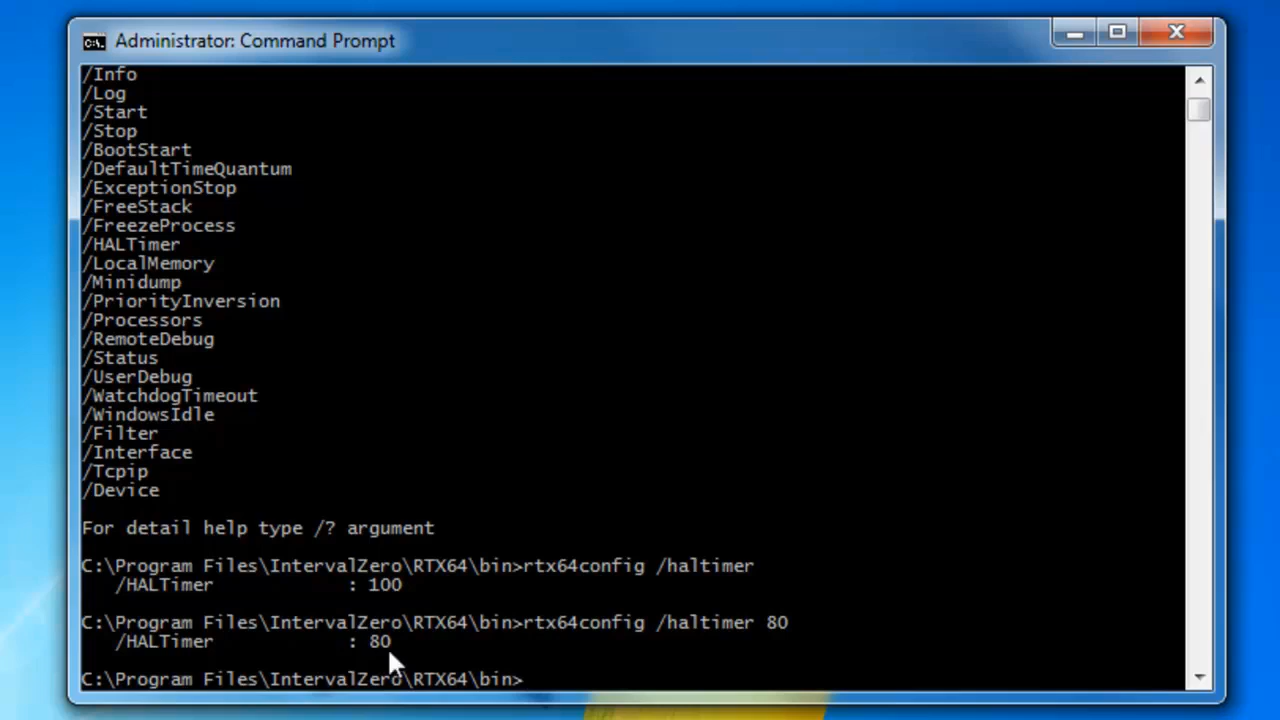 Administrator: Command Prompt
/Info
/Log
/Start
/Stop
/BootStart
/DefaultTimeQuantum
/ExceptionStop
/FreeStack
/FreezeProcess
/HALTimer
/LocalMemory
/Minidump
/PriorityInversion
/Processors
/RemoteDebug
/Status
/UserDebug
/WatchdogTimeout
/WindowsIdle
/Filter
/Interface
/Tcpip
/Device
For detail help type /? argument
C:\Program Files\IntervalZero\RTX64\bin>rtx64config /haltimer
/HALTimer : 100
C:\Program Files\IntervalZero\RTX64\bin>rtx64config /haltimer 80
/HALTimer : 80
C:\Program Files\IntervalZero\RTX64\bin>